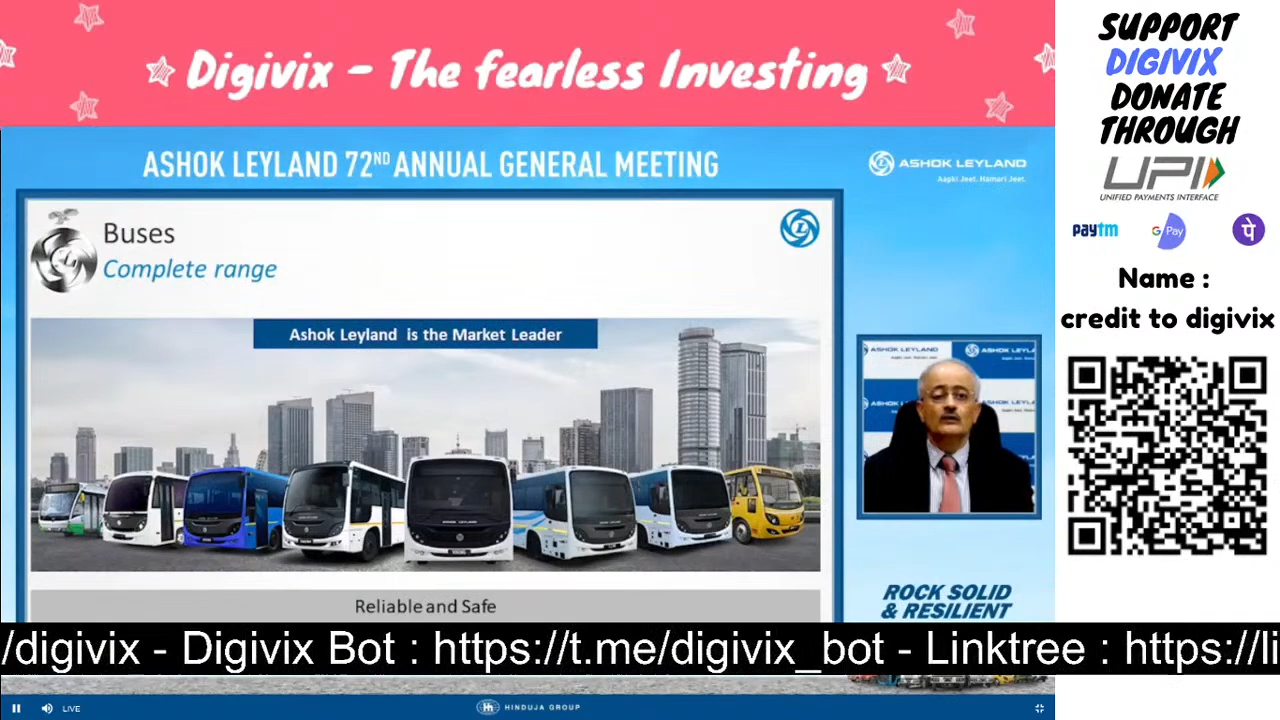 Digivix - The fearless Investing
SUPPORT
DIGIVIX
DONATE
THROUGH
UPI
UNIFIED PAYMENTS INTERFACE
paytm
G Pay
पे
Name :
credit to digivix
ASHOK LEYLAND 72ND ANNUAL GENERAL MEETING
ASHOK LEYLAND
Aapki Jeet. Hamari Jeet.
Buses
Complete range
Ashok Leyland is the Market Leader
Reliable and Safe
ROCK SOLID
& RESILIENT
/digivix - Digivix Bot : https://t.me/digivix_bot - Linktree : https://li
LIVE
HINDUJA GROUP